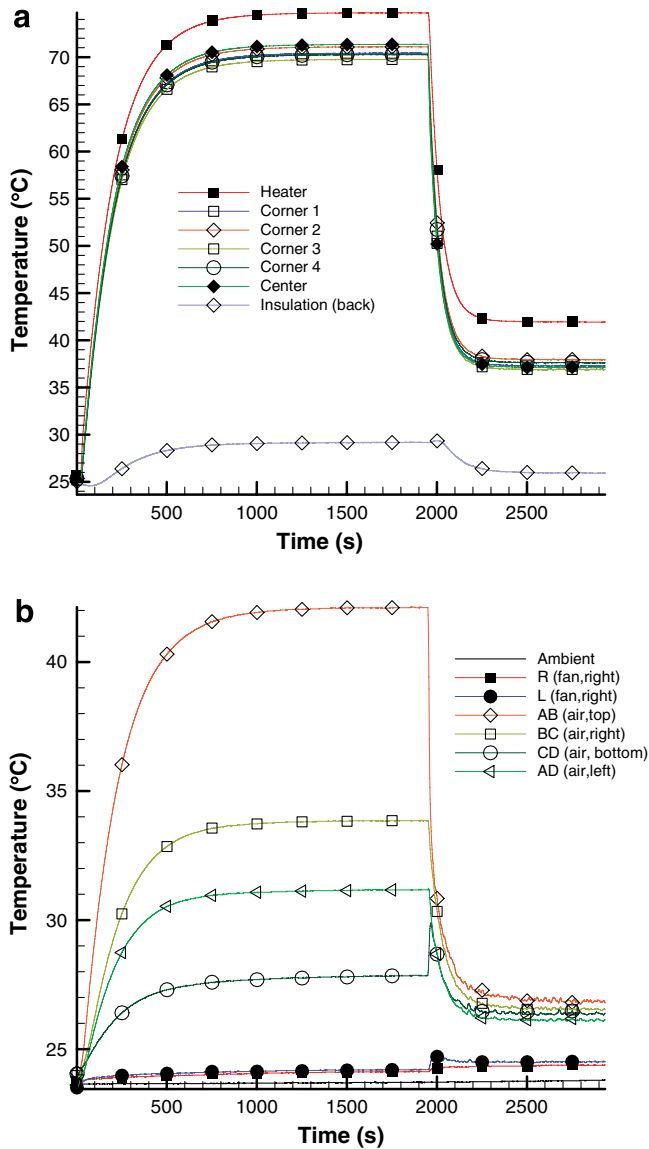 a
70
65
60
55
50
45
40
35
30
25
Temperature (°C)
Heater
Corner 1
Corner 2
Corner 3
Corner 4
Center
Insulation (back)
500
1000
1500
2000
2500
Time (s)
b
40
35
30
25
Temperature (°C)
Ambient
R (fan,right)
L (fan,right)
AB (air,top)
BC (air,right)
CD (air, bottom)
AD (air,left)
500
1000
1500
2000
2500
Time (s)